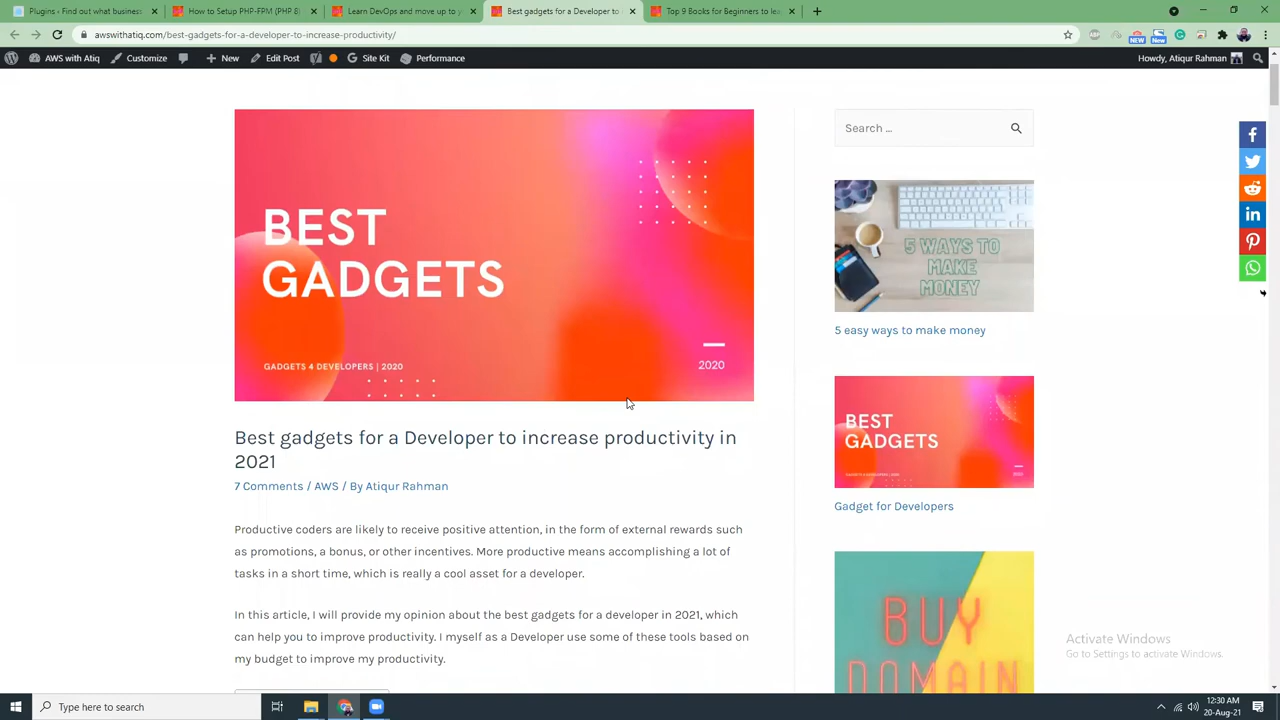 Plugins ‹ Find what business
How to Setup PHP-FPM (PHP 8)
Learn DevOps and monetize by y
Best gadgets for a Developer to
Top 9 Books for Beginners to lea
awswithatiq.com/best-gadgets-for-a-developer-to-increase-productivity/
NEW
New
AWS with Atiq
Customize
New
Edit Post
Site Kit
Performance
Howdy, Atiqur Rahman
BEST
GADGETS
GADGETS 4 DEVELOPERS | 2020
2020
Search ...
5 WAYS TO
MAKE
MONEY
5 easy ways to make money
BEST
GADGETS
Gadget for Developers
BUY
DOMAIN
Best gadgets for a Developer to increase productivity in
2021
7 Comments / AWS / By Atiqur Rahman
Productive coders are likely to receive positive attention, in the form of external rewards such
as promotions, a bonus, or other incentives. More productive means accomplishing a lot of
tasks in a short time, which is really a cool asset for a developer.
In this article, I will provide my opinion about the best gadgets for a developer in 2021, which
can help you to improve productivity. I myself as a Developer use some of these tools based on
my budget to improve my productivity.
Activate Windows
Go to Settings to activate Windows.
Type here to search
12:30 AM
20-Aug-21